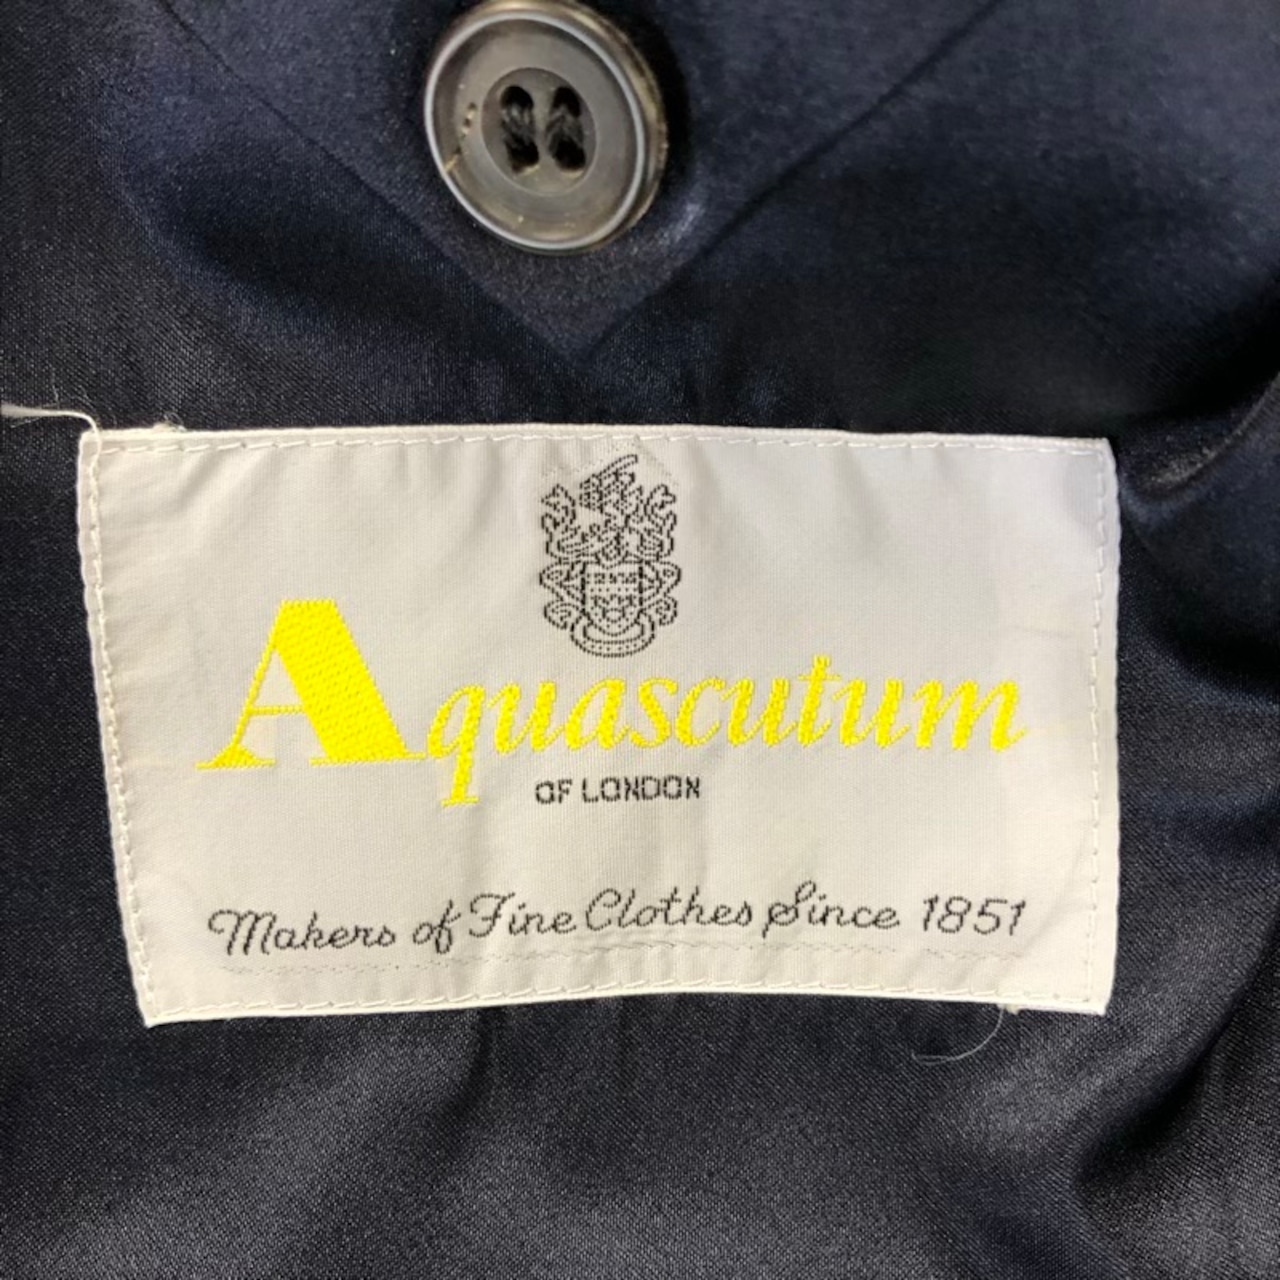 Aquascutum
OF LONDON
Makers of Fine Clothes Since 1851